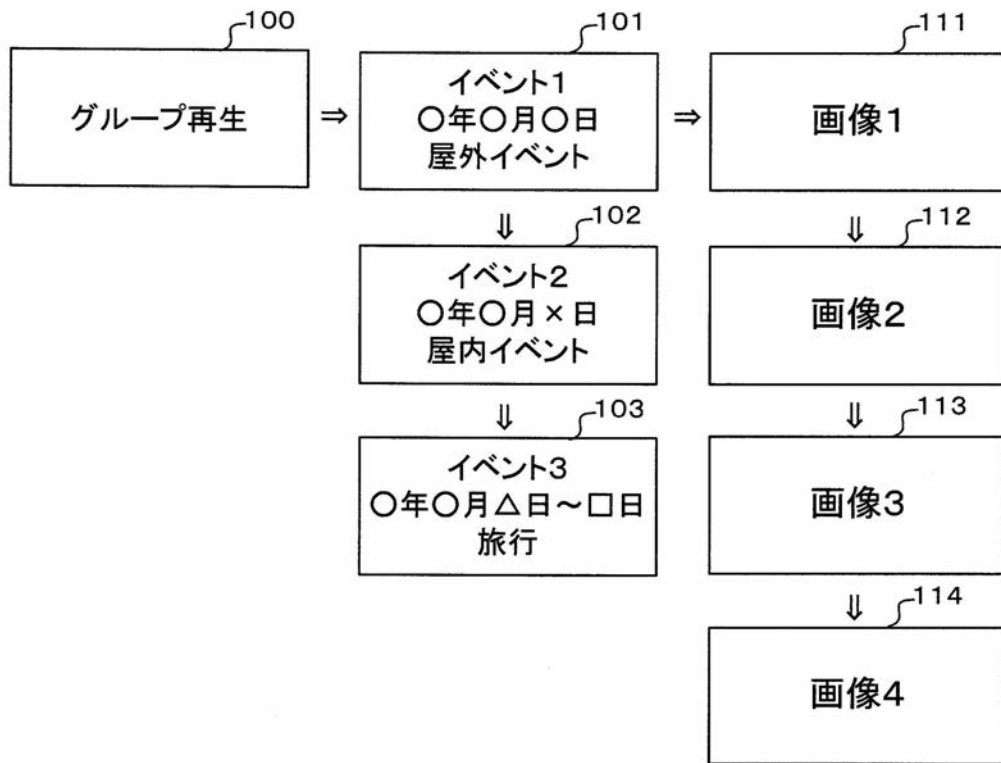 100
グループ再生
⇒
101
イベント1
○年○月○日
屋外イベント
⇒
111
画像1
⇓
102
イベント2
○年○月×日
屋内イベント
⇓
112
画像2
⇓
103
イベント3
○年○月△日~□日
旅行
⇓
113
画像3
⇓
114
画像4